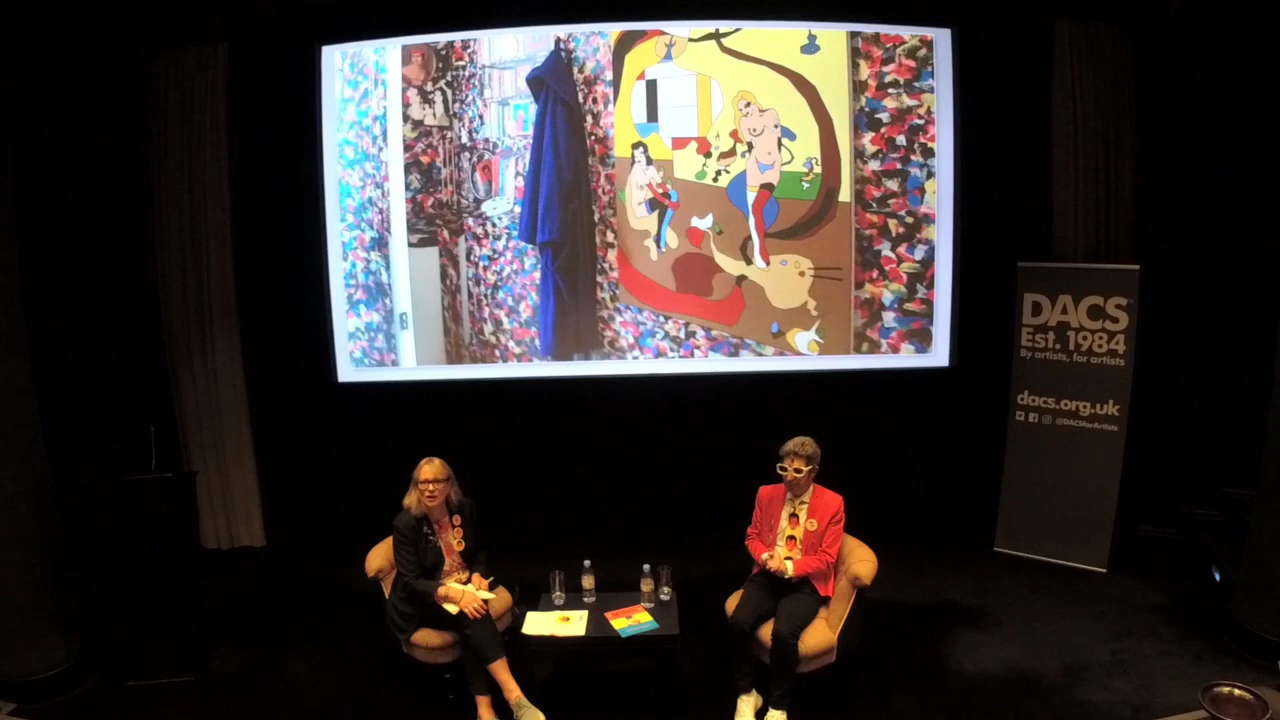 DACS
Est. 1984
By artists, for artists
dacs.org.uk
@DACSforArtists